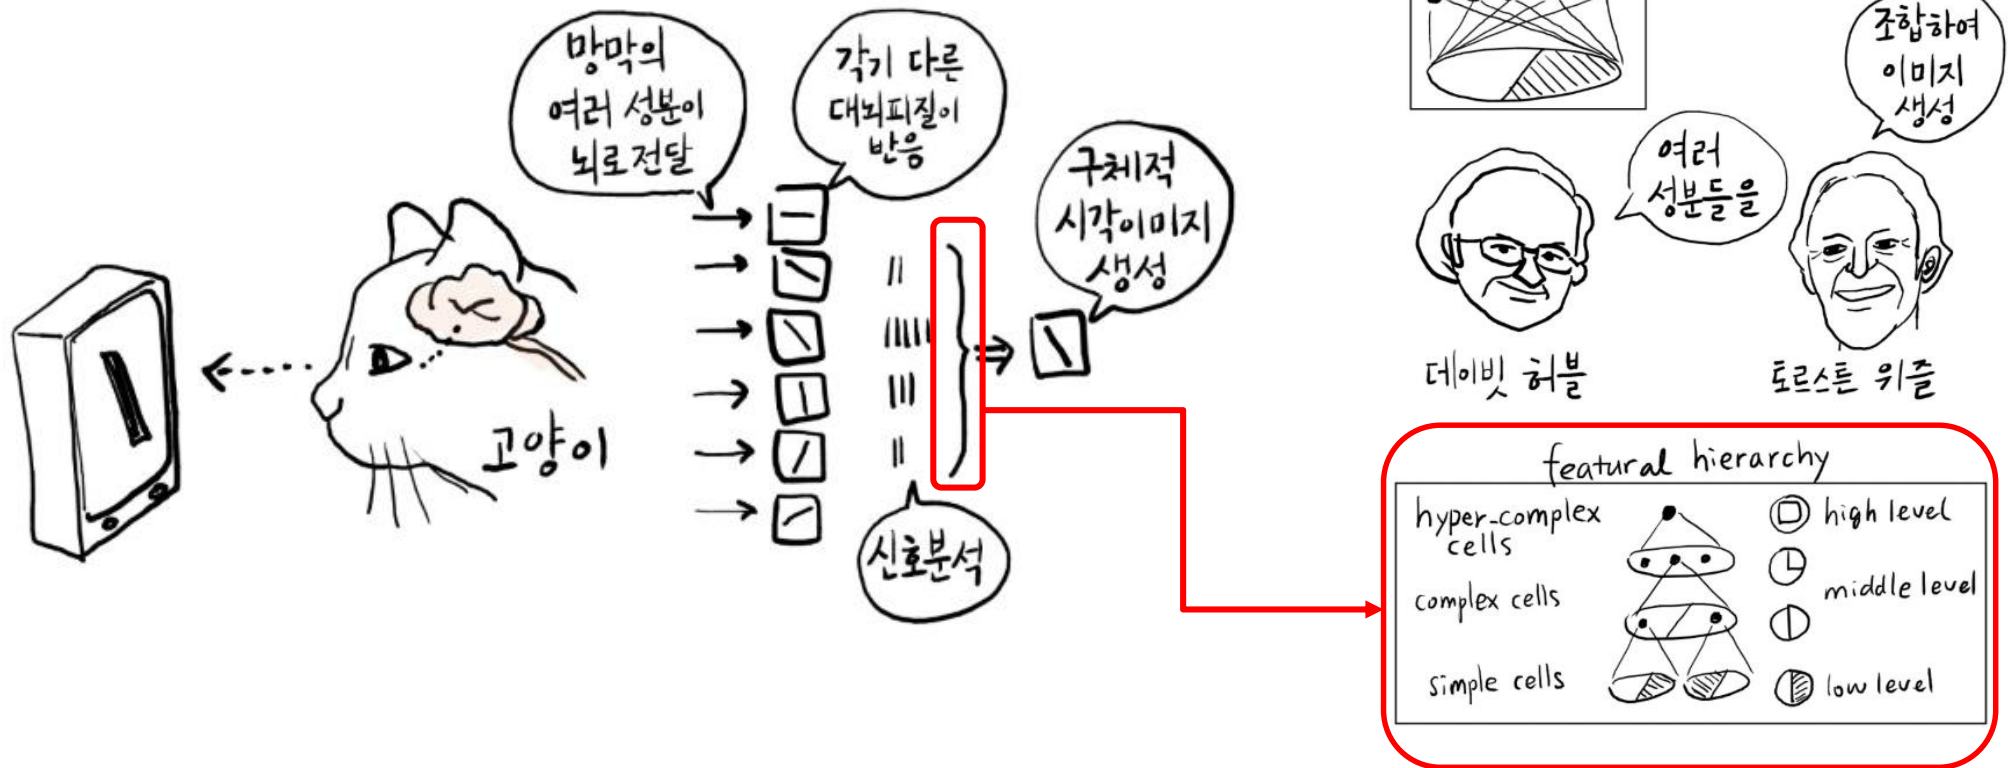 망막의
여러 성분이
뇌로 전달
각기 다른
대뇌피질이
반응
구체적
시각이미지
생성
고양이
신호분석
여러
성분들을
조합하여
이미지
생성
데이빗 허블
토르스튼 위즐
featural hierarchy
hyper-complex
cells
high level
complex cells
middle level
simple cells
low level